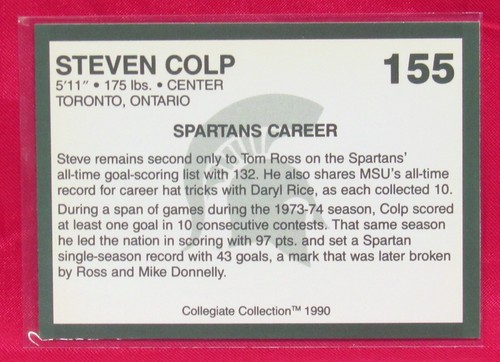 STEVEN COLP
155
5'11" • 175 lbs. • CENTER
TORONTO, ONTARIO
SPARTANS CAREER
Steve remains second only to Tom Ross on the Spartans'
all-time goal-scoring list with 132. He also shares MSU's all-time
record for career hat tricks with Daryl Rice, as each collected 10.
During a span of games during the 1973-74 season, Colp scored
at least one goal in 10 consecutive contests. That same season
he led the nation in scoring with 97 pts. and set a Spartan
single-season record with 43 goals, a mark that was later broken
by Ross and Mike Donnelly.
Collegiate Collection™ 1990